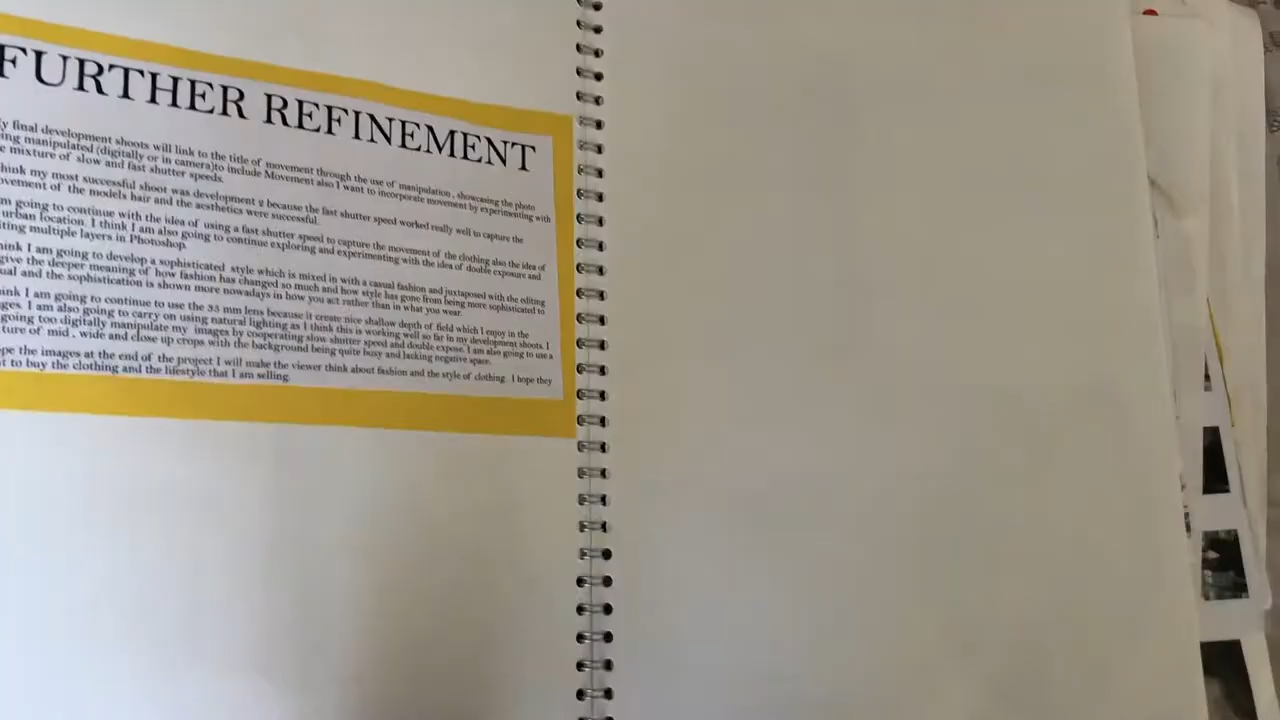 FURTHER REFINEMENT
final development shoots will link to the title of movement through the use of manipulation , showcasing the photo
being manipulated (digitally or in camera)to include Movement also I want to incorporate movement by experimenting with
mixture of slow and fast shutter speeds.
think my most successful shoot was development 2 because the fast shutter speed worked really well to capture the
movement of the models hair and the aesthetics were successful.
am going to continue with the idea of using a fast shutter speed to capture the movement of the clothing also the idea of
urban location. I think I am also going to continue exploring and experimenting with the idea of double exposure and
multiple layers in Photoshop.
think I am going to develop a sophisticated style which is mixed in with a casual fashion and juxtaposed with the editing
give the deeper meaning of how fashion has changed so much and how style has gone from being more sophisticated to
ual and the sophistication is shown more nowadays in how you act rather than in what you wear.
think I am going to continue to use the 35 mm lens because it create nice shallow depth of field which I enjoy in the
ges. I am also going to carry on using natural lighting as I think this is working well so far in my development shoots. I
going too digitally manipulate my images by cooperating slow shutter speed and double expose. I am also going to use a
ture of mid , wide and close up crops with the background being quite busy and lacking negative space.
pe the images at the end of the project I will make the viewer think about fashion and the style of clothing. I hope they
t to buy the clothing and the lifestyle that I am selling.